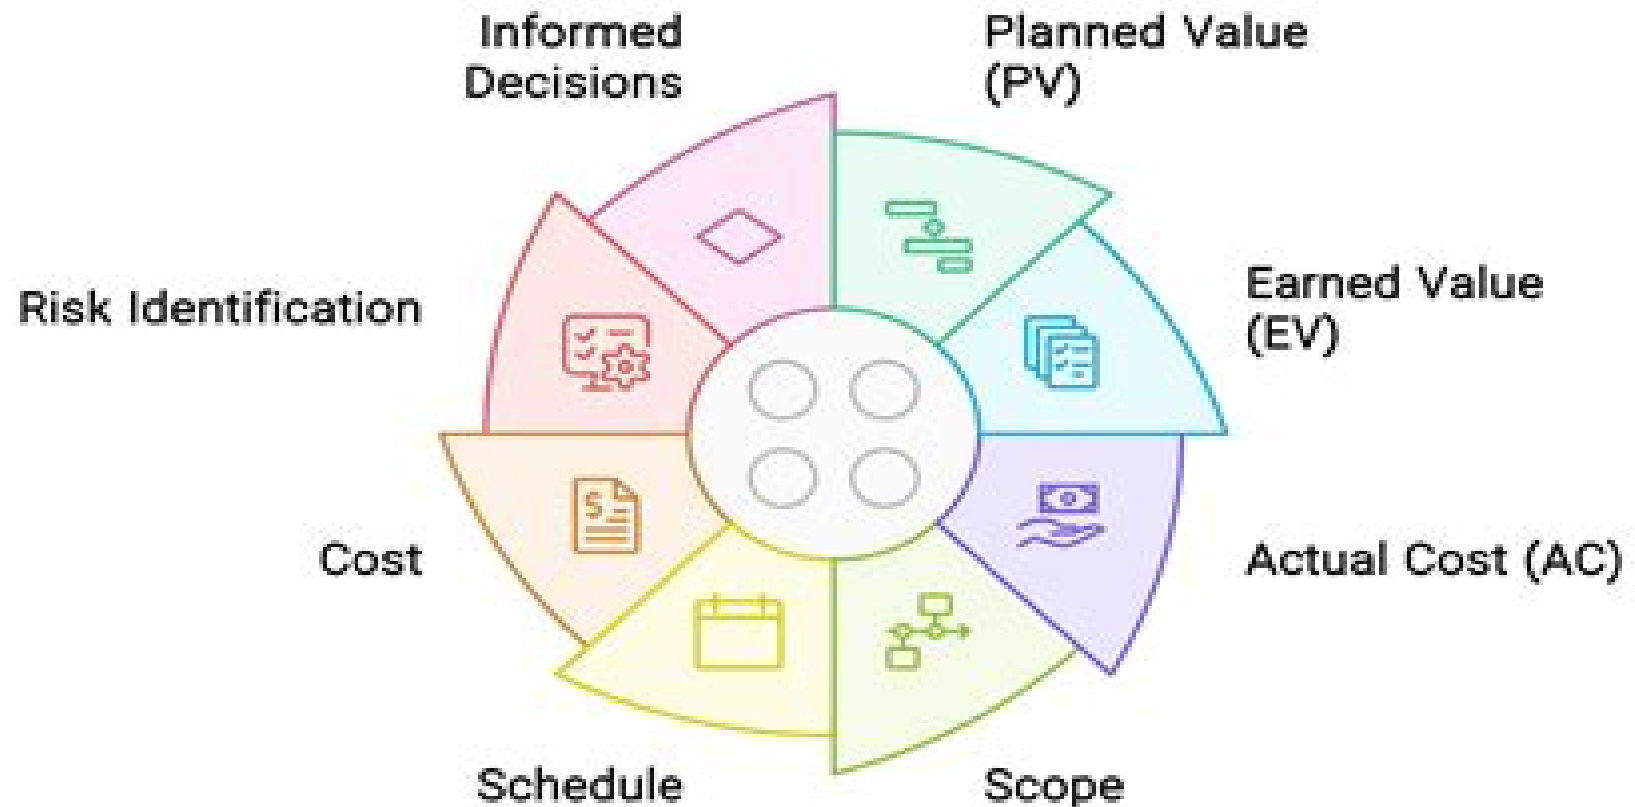 Informed
Decisions
Planned Value
(PV)
Earned Value
(EV)
Actual Cost (AC)
Scope
Schedule
Cost
Risk Identification
$